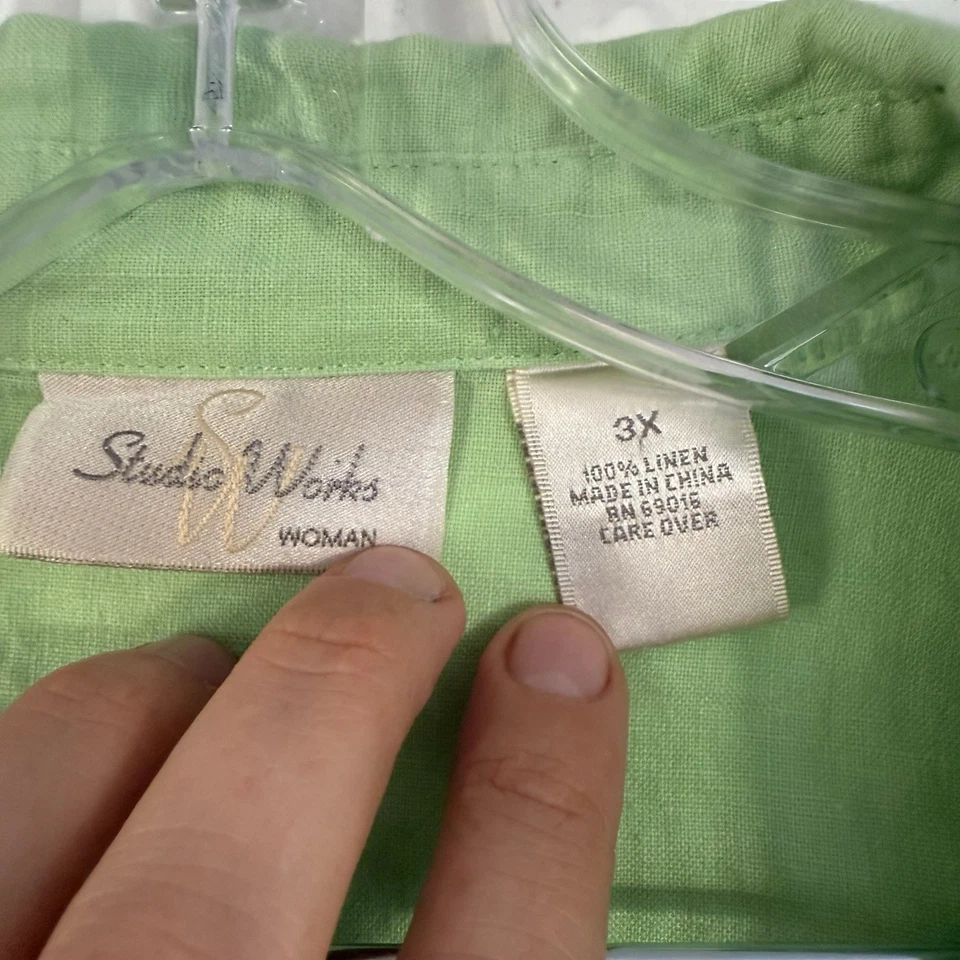 Studio Works
WOMAN
3X
100% LINEN
MADE IN CHINA
RN 69016
CARE OVER